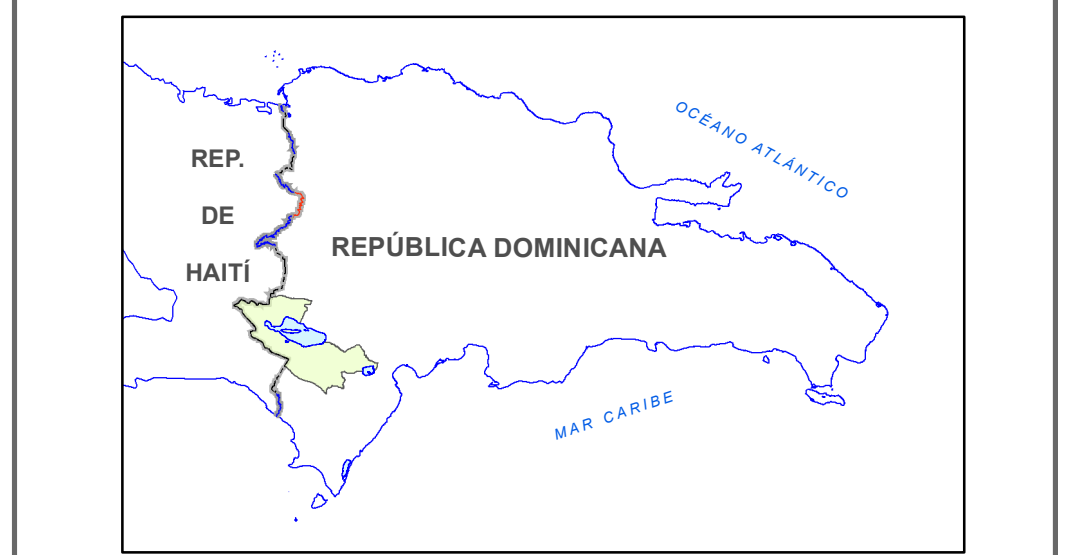 OCÉANO ATLÁNTICO
REP.
DE
HAITÍ
REPÚBLICA DOMINICANA
MAR CARIBE